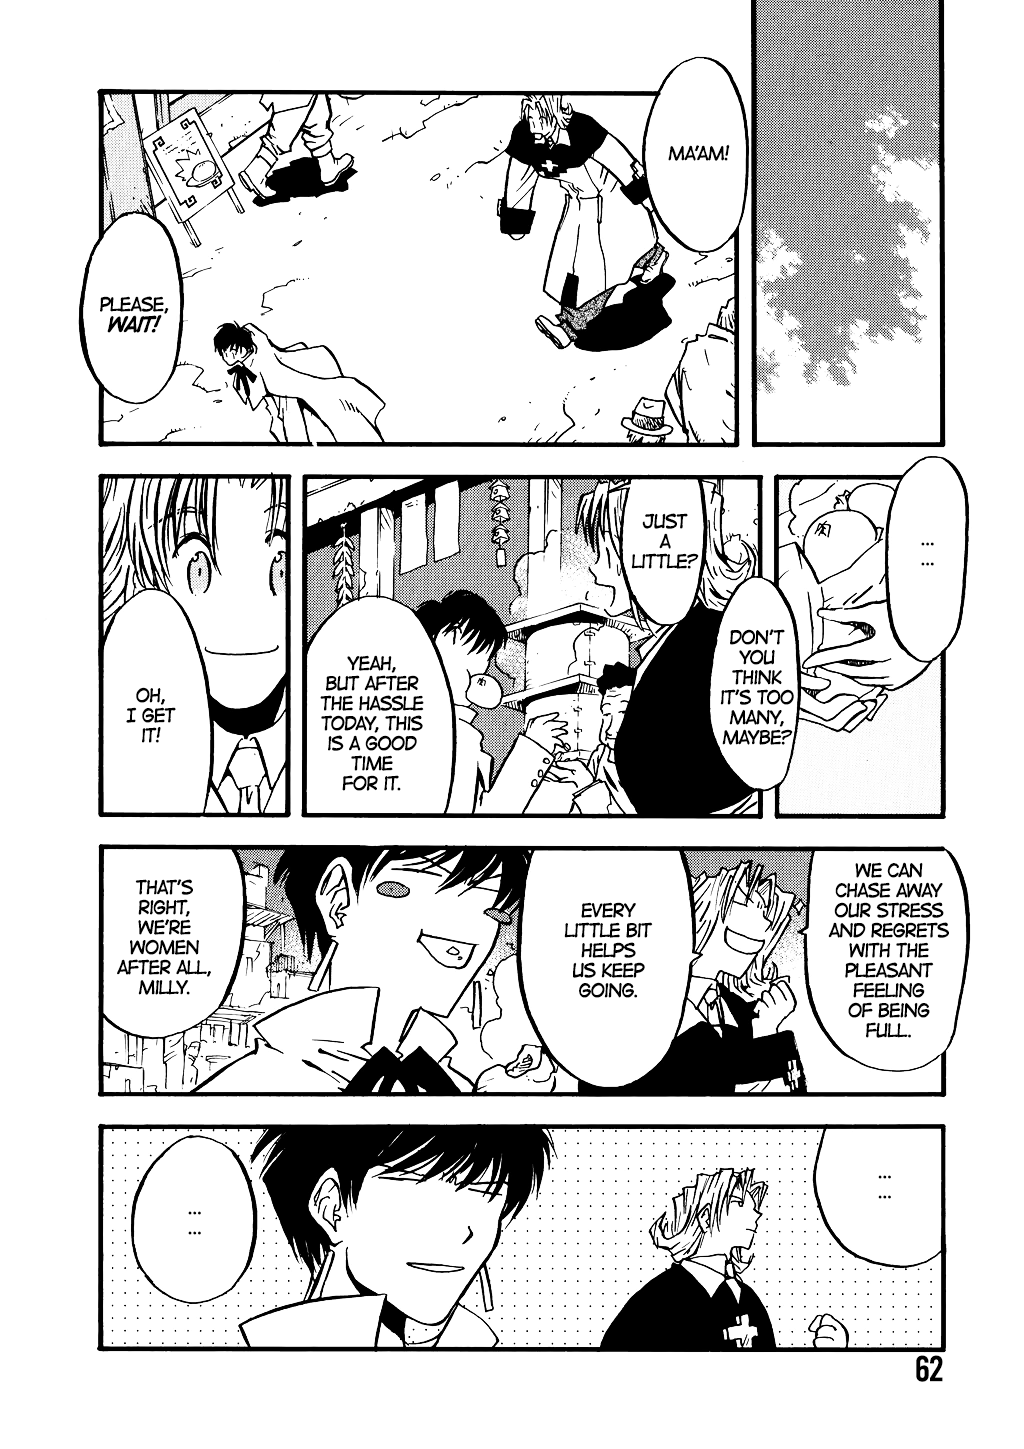 MA'AM!
PLEASE,
WAIT!
...
...
JUST
A
LITTLE?
DON'T
YOU
THINK
IT'S TOO
MANY,
MAYBE?
YEAH,
BUT AFTER
THE HASSLE
TODAY, THIS
IS A GOOD
TIME
FOR IT.
OH,
I GET
IT!
WE CAN
CHASE AWAY
OUR STRESS
AND REGRETS
WITH THE
PLEASANT
FEELING
OF BEING
FULL.
EVERY
LITTLE BIT
HELPS
US KEEP
GOING.
THAT'S
RIGHT,
WE'RE
WOMEN
AFTER ALL,
MILLY.
...
...
...
...
62